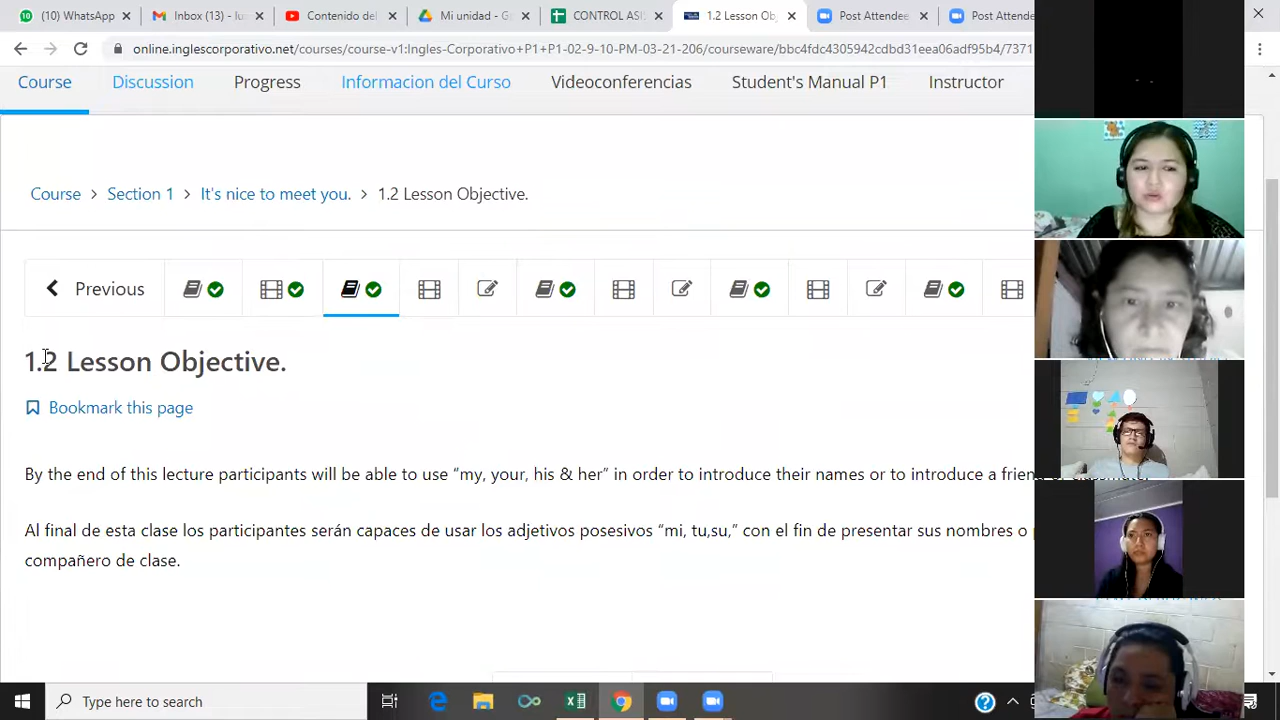 (10) WhatsApp
Inbox (13) - lu
Contenido del
Mi unidad - G
CONTROL ASI
1.2 Lesson Ob
Post Attendee
Post Attende
online.inglescorporativo.net/courses/course-v1:Ingles-Corporativo+P1+P1-02-9-10-PM-03-21-206/courseware/bbc4fdc4305942cdbd31eea06adf95b4/7371
Course
Discussion
Progress
Informacion del Curso
Videoconferencias
Student's Manual P1
Instructor
Course > Section 1 > It's nice to meet you. > 1.2 Lesson Objective.
Previous
1.2 Lesson Objective.
Bookmark this page
By the end of this lecture participants will be able to use “my, your, his & her” in order to introduce their names or to introduce a frien
Al final de esta clase los participantes serán capaces de usar los adjetivos posesivos “mi, tu,su,” con el fin de presentar sus nombres o
compañero de clase.
Type here to search